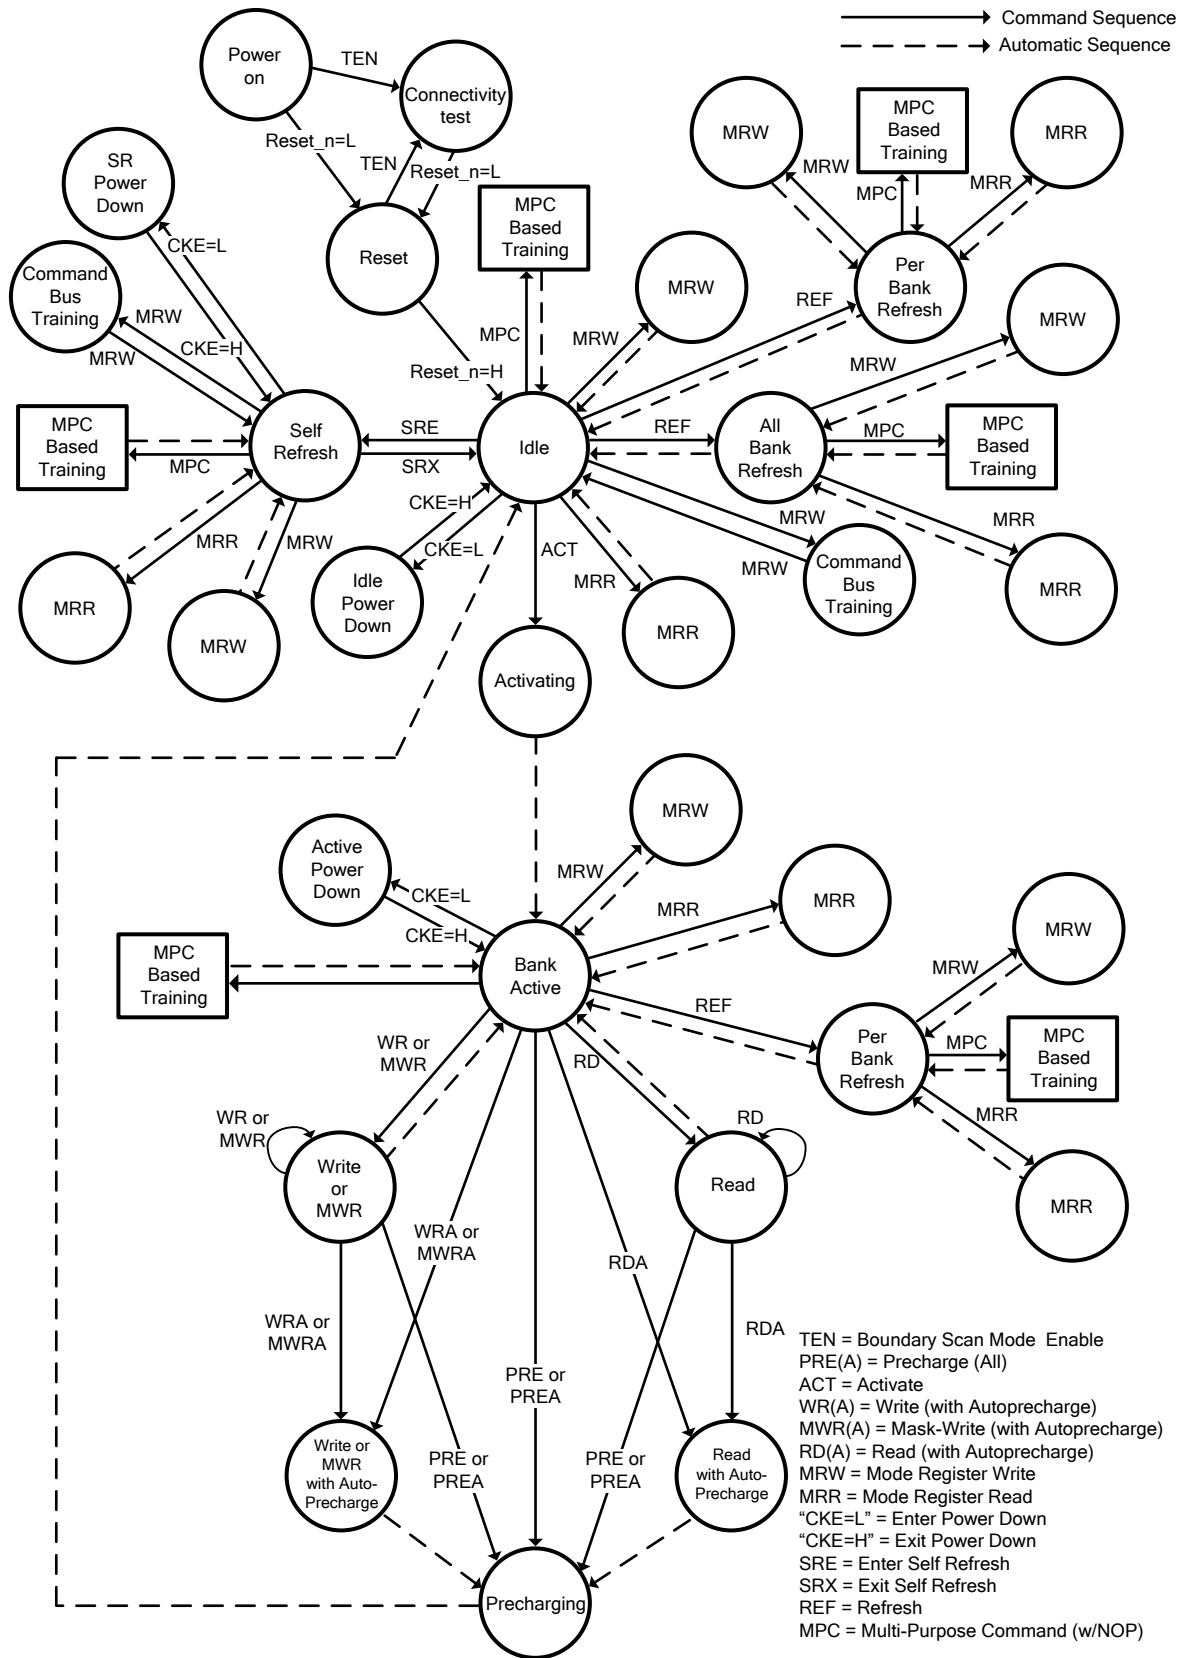 Command Sequence
Automatic Sequence
Power
on
TEN
Connectivity
test
Reset_n=L
TEN
Reset_n=L
Reset
Reset_n=H
SR
Power
Down
CKE=L
CKE=H
Command
Bus
Training
MRW
MRW
MPC
Based
Training
MPC
Self
Refresh
MRR
MRR
MRW
MRW
SRE
SRX
MPC
Based
Training
MPC
MRW
MRW
Idle
CKE=H
CKE=L
Idle
Power
Down
ACT
MRR
MRR
Activating
REF
Per
Bank
Refresh
MRW
MRW
MPC
Based
Training
MPC
MRR
MRR
REF
All
Bank
Refresh
MRW
MRW
MPC
MPC
Based
Training
MRR
MRR
MRW
MRW
Command
Bus
Training
Active
Power
Down
CKE=L
CKE=H
MPC
Based
Training
Bank
Active
MRW
MRW
MRR
MRR
REF
Per
Bank
Refresh
MRW
MRW
MPC
MPC
Based
Training
MRR
MRR
WR or
MWR
RD
WR or
MWR
Write
or
MWR
RD
Read
WRA or
MWRA
RDA
WRA or
MWRA
RDA
PRE or
PREA
PRE or
PREA
PRE or
PREA
Write or
MWR
with Auto-
Precharge
Read
with Auto-
Precharge
Precharging
TEN = Boundary Scan Mode Enable
PRE(A) = Precharge (All)
ACT = Activate
WR(A) = Write (with Autoprecharge)
MWR(A) = Mask-Write (with Autoprecharge)
RD(A) = Read (with Autoprecharge)
MRW = Mode Register Write
MRR = Mode Register Read
“CKE=L” = Enter Power Down
“CKE=H” = Exit Power Down
SRE = Enter Self Refresh
SRX = Exit Self Refresh
REF = Refresh
MPC = Multi-Purpose Command (w/NOP)